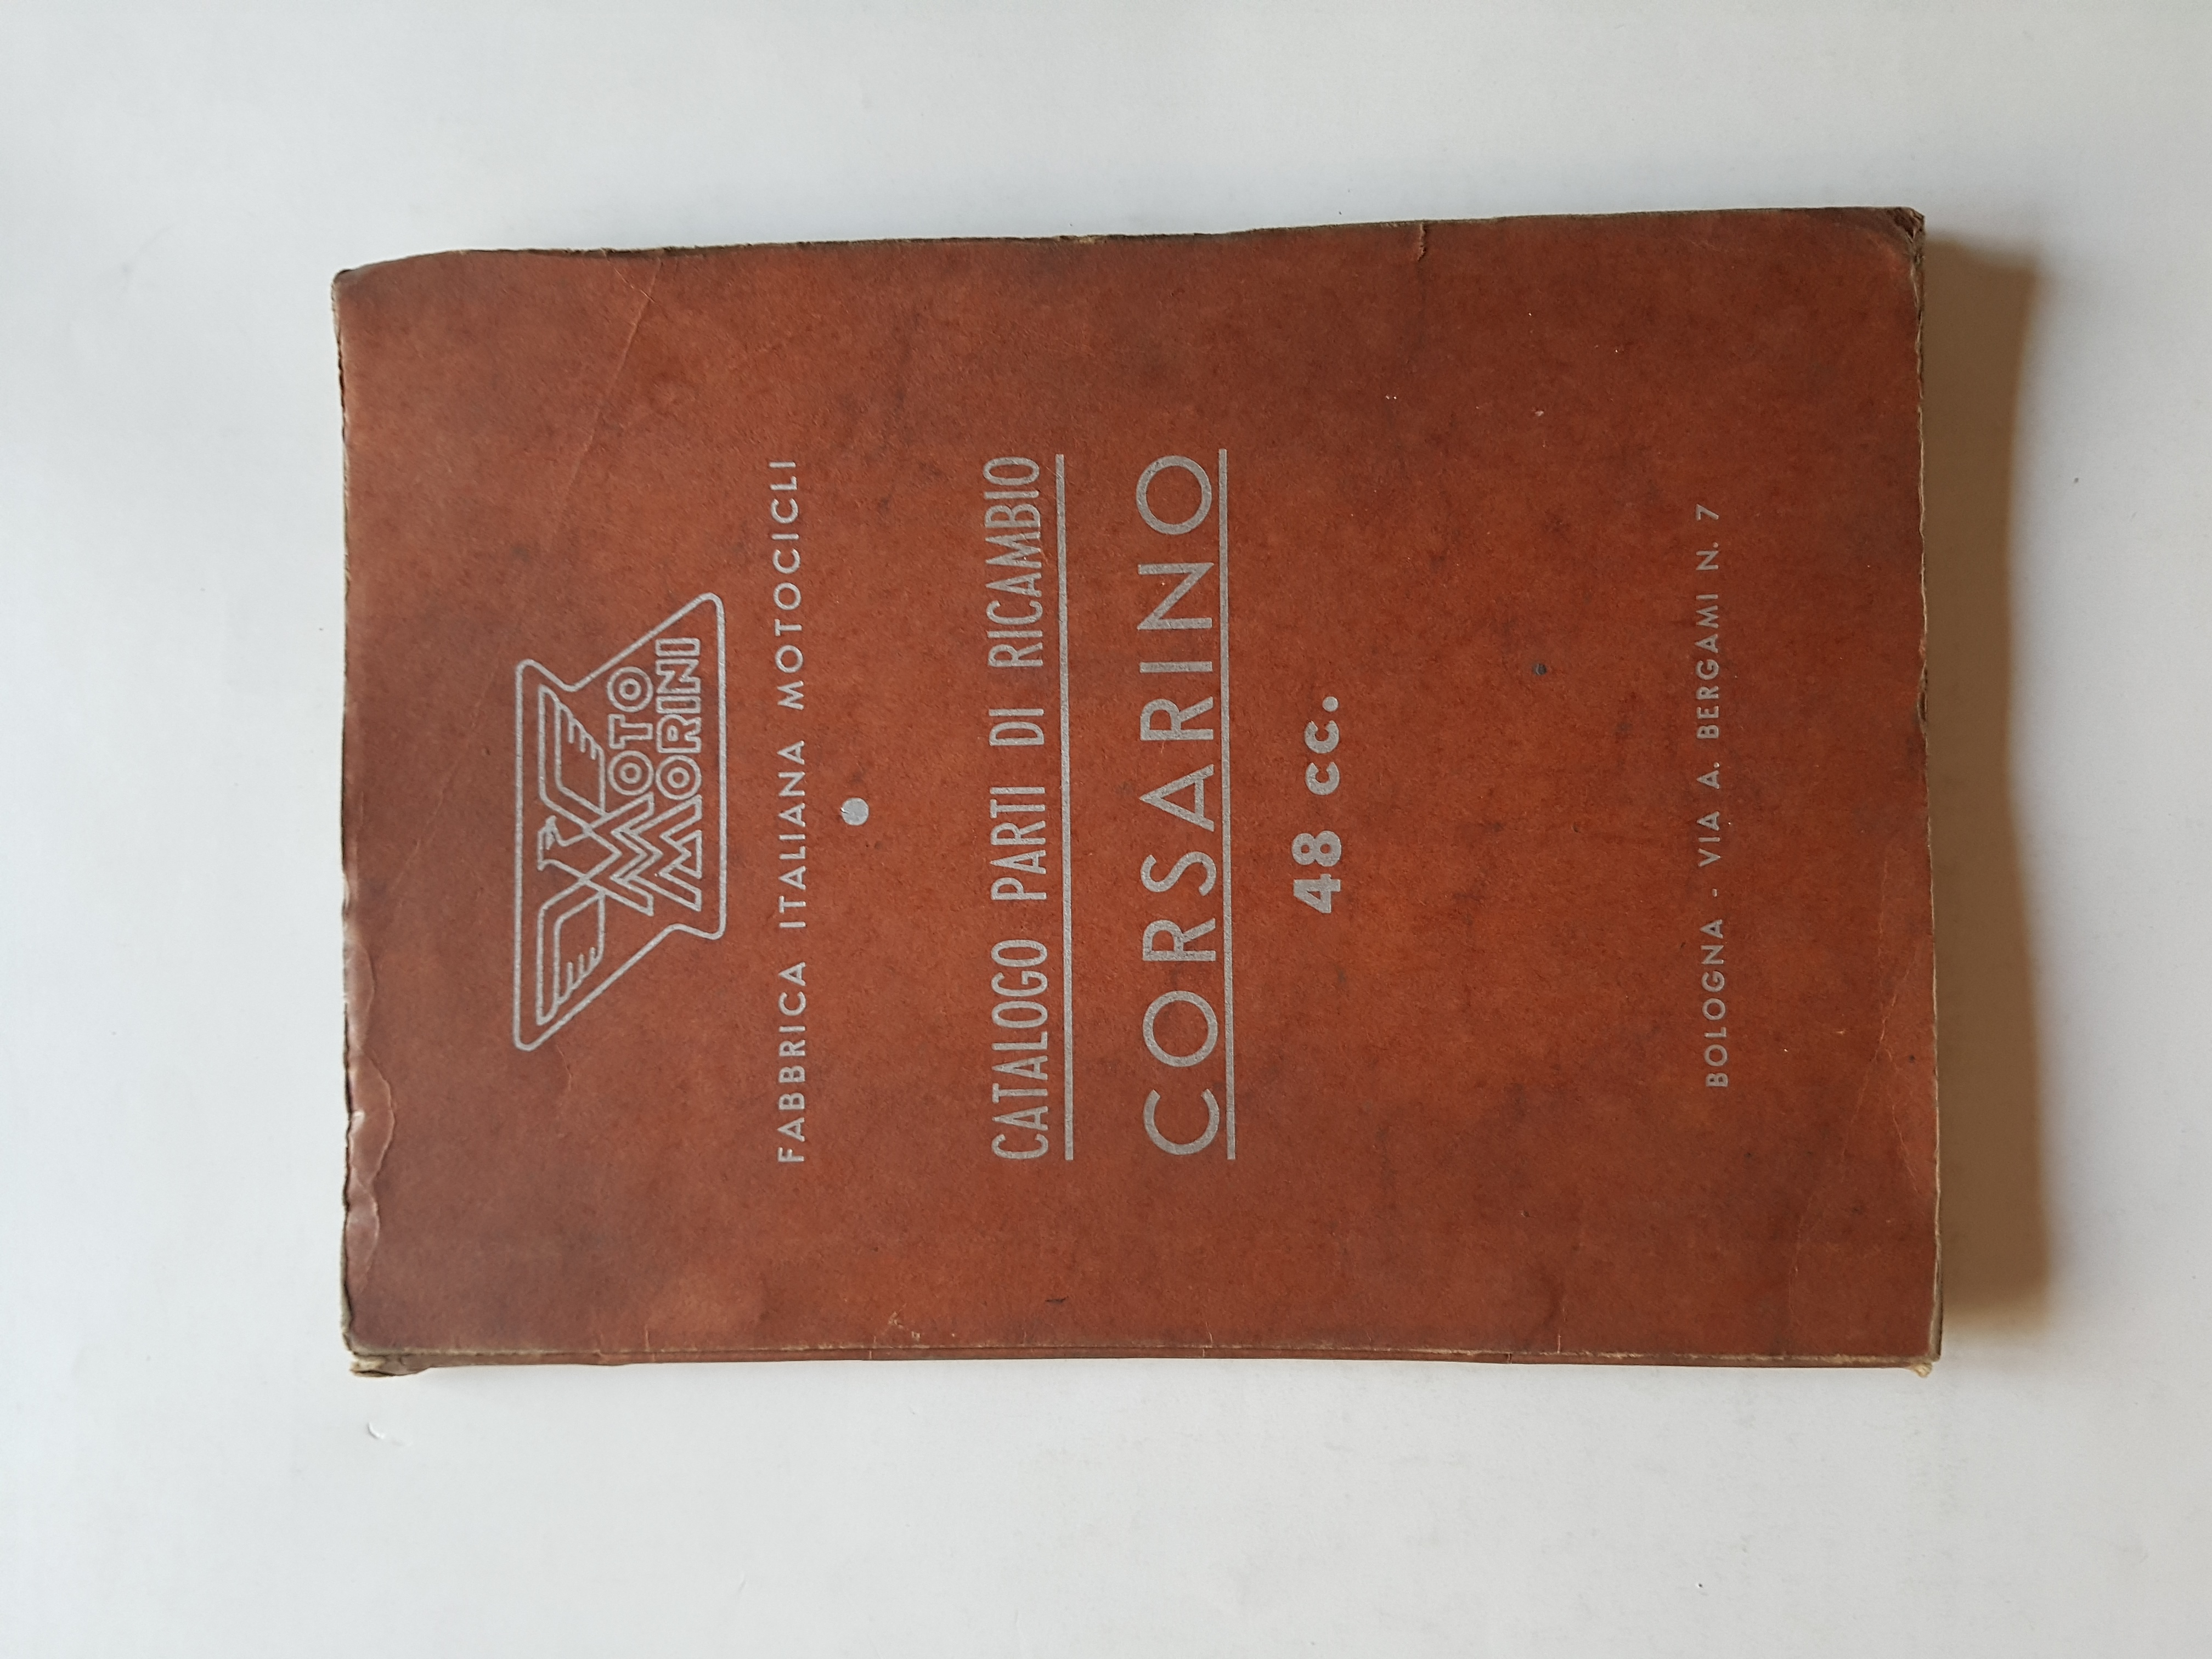 MOTO
MORINI
FABBRICA ITALIANA MOTOCICLI
CATALOGO PARTI DI RICAMBIO
CORSARINO
48 cc.
BOLOGNA - VIA A. BERGAMI N. 7